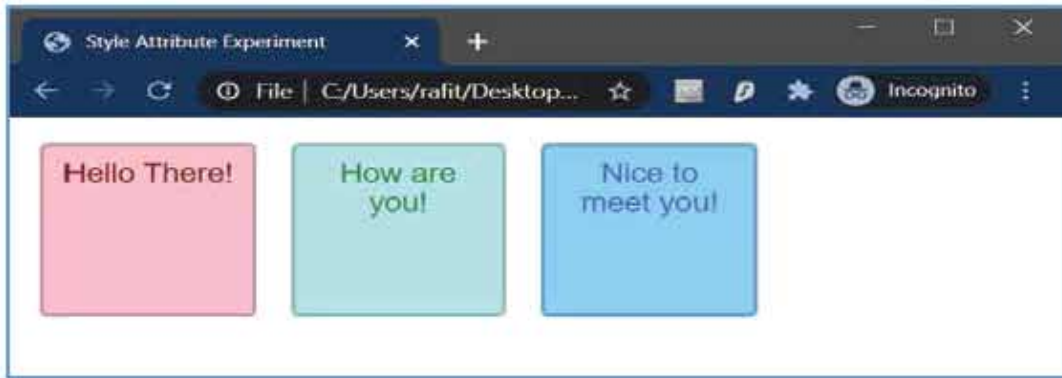 Style Attribute Experiment
File | C:/Users/rafit/Desktop...
Incognito
Hello There!
How are
you!
Nice to
meet you!